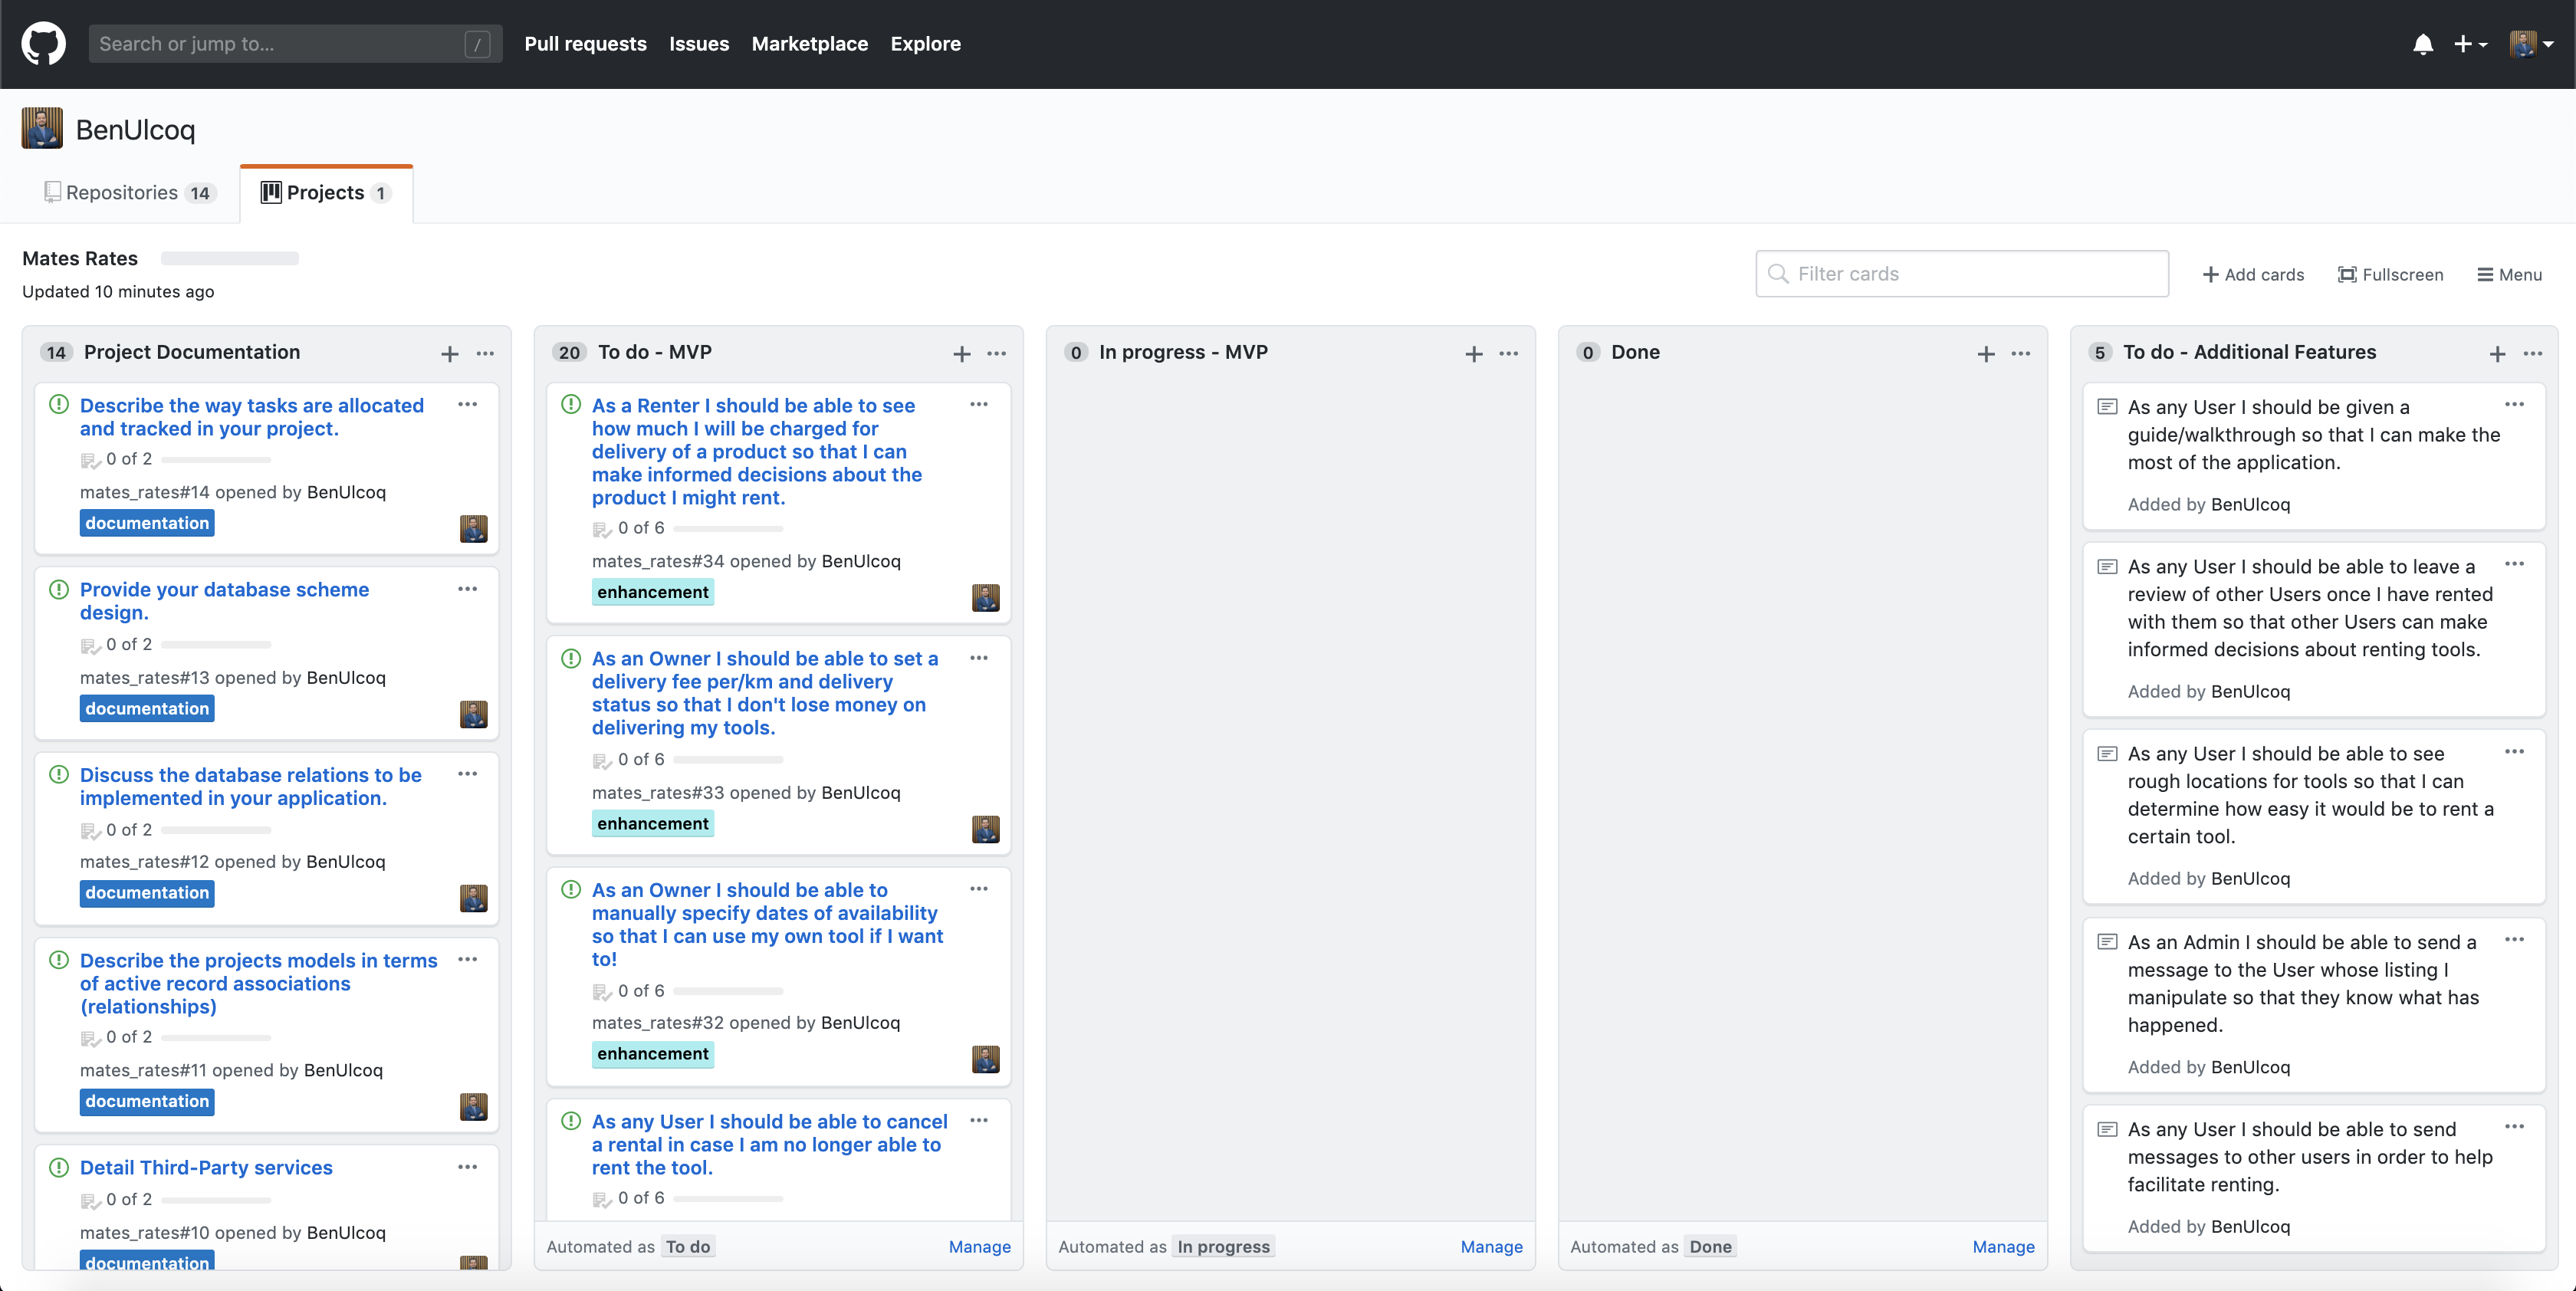 Search or jump to... /
Pull requests Issues Marketplace Explore
BenUlcoq
Repositories 14
Projects 1
Mates Rates
Updated 10 minutes ago
Filter cards
Add cards
Fullscreen
Menu
14 Project Documentation
Describe the way tasks are allocated
and tracked in your project.
0 of 2
mates_rates#14 opened by BenUlcoq
documentation
Provide your database scheme
design.
0 of 2
mates_rates#13 opened by BenUlcoq
documentation
Discuss the database relations to be
implemented in your application.
0 of 2
mates_rates#12 opened by BenUlcoq
documentation
Describe the projects models in terms
of active record associations
(relationships)
0 of 2
mates_rates#11 opened by BenUlcoq
documentation
Detail Third-Party services
0 of 2
mates_rates#10 opened by BenUlcoq
documentation
20 To do - MVP
As a Renter I should be able to see
how much I will be charged for
delivery of a product so that I can
make informed decisions about the
product I might rent.
0 of 6
mates_rates#34 opened by BenUlcoq
enhancement
As an Owner I should be able to set a
delivery fee per/km and delivery
status so that I don't lose money on
delivering my tools.
0 of 6
mates_rates#33 opened by BenUlcoq
enhancement
As an Owner I should be able to
manually specify dates of availability
so that I can use my own tool if I want
to!
0 of 6
mates_rates#32 opened by BenUlcoq
enhancement
As any User I should be able to cancel
a rental in case I am no longer able to
rent the tool.
0 of 6
Automated as To do Manage
0 In progress - MVP
Automated as In progress Manage
0 Done
Automated as Done Manage
5 To do - Additional Features
As any User I should be given a
guide/walkthrough so that I can make the
most of the application.
Added by BenUlcoq
As any User I should be able to leave a
review of other Users once I have rented
with them so that other Users can make
informed decisions about renting tools.
Added by BenUlcoq
As any User I should be able to see
rough locations for tools so that I can
determine how easy it would be to rent a
certain tool.
Added by BenUlcoq
As an Admin I should be able to send a
message to the User whose listing I
manipulate so that they know what has
happened.
Added by BenUlcoq
As any User I should be able to send
messages to other users in order to help
facilitate renting.
Added by BenUlcoq